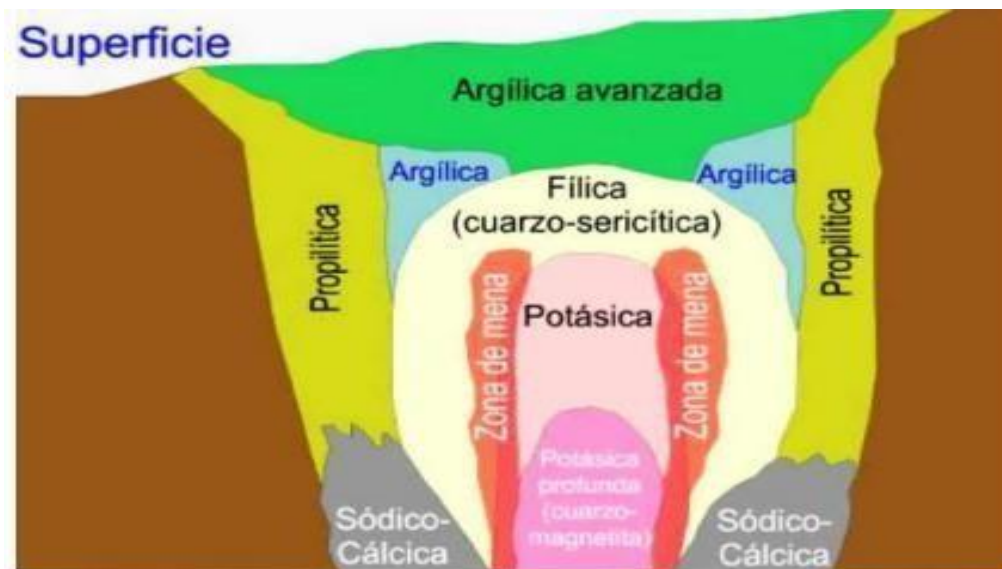 Superficie
Argílica avanzada
Argílica
Argílica
Fílica
(cuarzo-sericítica)
Propilítica
Propilítica
Zona de mena
Potásica
Zona de mena
Potásica
profunda
(cuarzo-
magnetita)
Sódico-
Cálcica
Sódico-
Cálcica